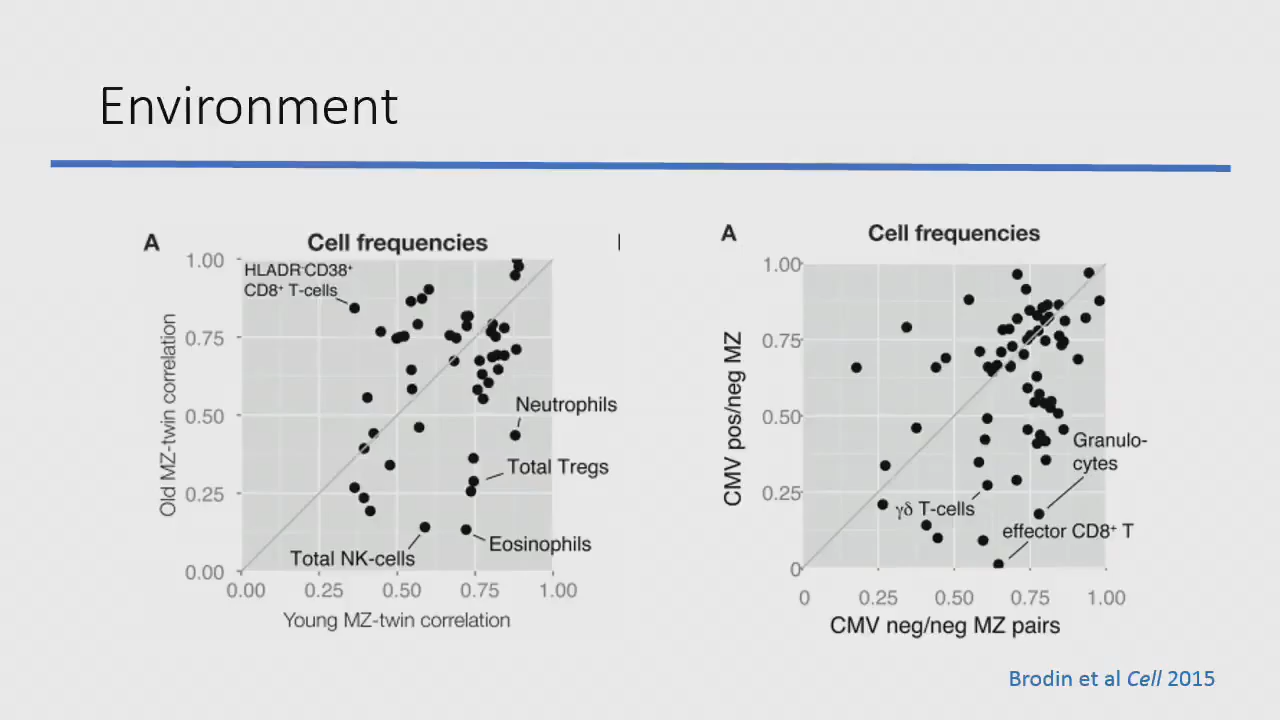 Environment
A
Cell frequencies
1.00
0.75
0.50
0.25
0.00
Old MZ-twin correlation
HLADR⁻CD38⁺
CD8⁺ T-cells
Neutrophils
Total Tregs
Eosinophils
Total NK-cells
0.00 0.25 0.50 0.75 1.00
Young MZ-twin correlation
A
Cell frequencies
1.00
0.75
0.50
0.25
0
CMV pos/neg MZ
Granulo-
cytes
γδ T-cells
effector CD8⁺ T
0 0.25 0.50 0.75 1.00
CMV neg/neg MZ pairs
Brodin et al Cell 2015